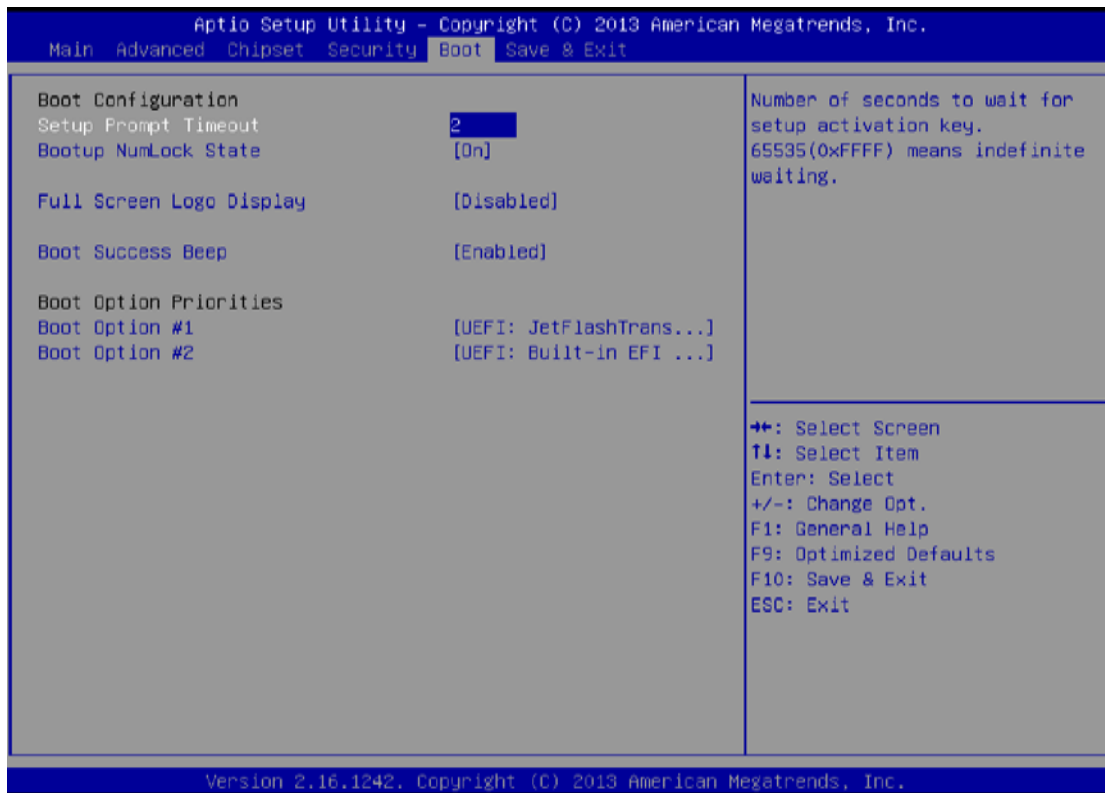 Aptio Setup Utility – Copyright (C) 2013 American Megatrends, Inc.
Main Advanced Chipset Security Boot Save & Exit
Boot Configuration
Setup Prompt Timeout 2
Bootup NumLock State [On]
Full Screen Logo Display [Disabled]
Boot Success Beep [Enabled]
Boot Option Priorities
Boot Option #1 [UEFI: JetFlashTrans...]
Boot Option #2 [UEFI: Built-in EFI ...]
Number of seconds to wait for
setup activation key.
65535(0xFFFF) means indefinite
waiting.
→←: Select Screen
↑↓: Select Item
Enter: Select
+/-: Change Opt.
F1: General Help
F9: Optimized Defaults
F10: Save & Exit
ESC: Exit
Version 2.16.1242. Copyright (C) 2013 American Megatrends, Inc.